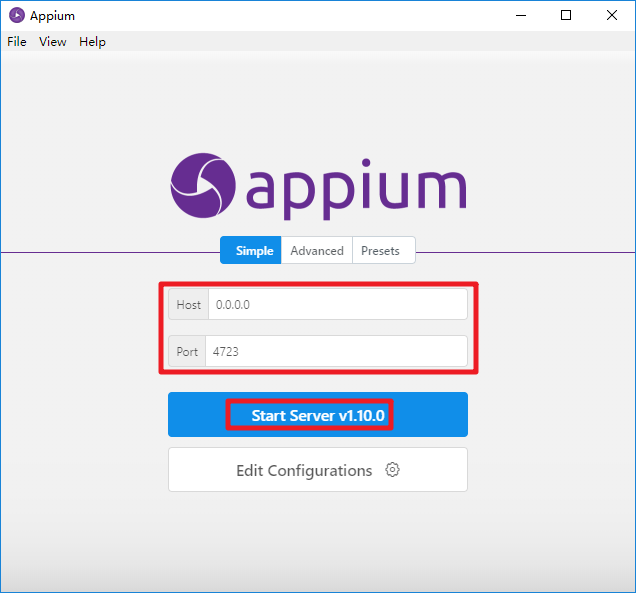 Appium
File View Help
appium
Simple Advanced Presets
Host 0.0.0.0
Port 4723
Start Server v1.10.0
Edit Configurations